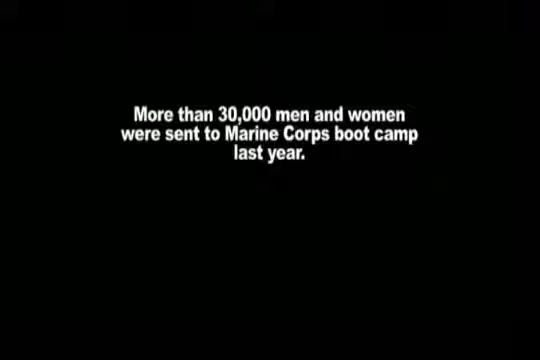 More than 30,000 men and women
were sent to Marine Corps boot camp
last year.